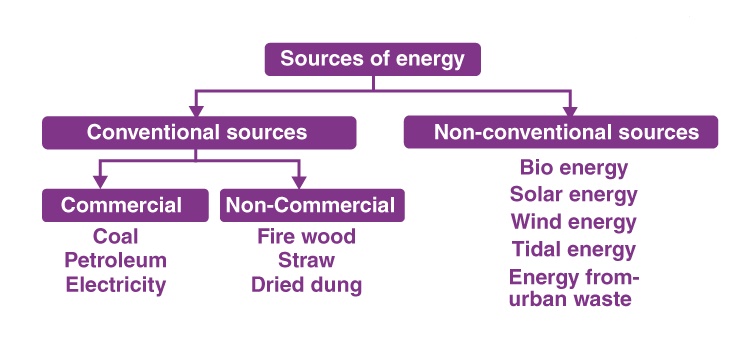 Sources of energy
Conventional sources
Non-conventional sources
Commercial
Non-Commercial
Coal
Petroleum
Electricity
Fire wood
Straw
Dried dung
Bio energy
Solar energy
Wind energy
Tidal energy
Energy from-
urban waste